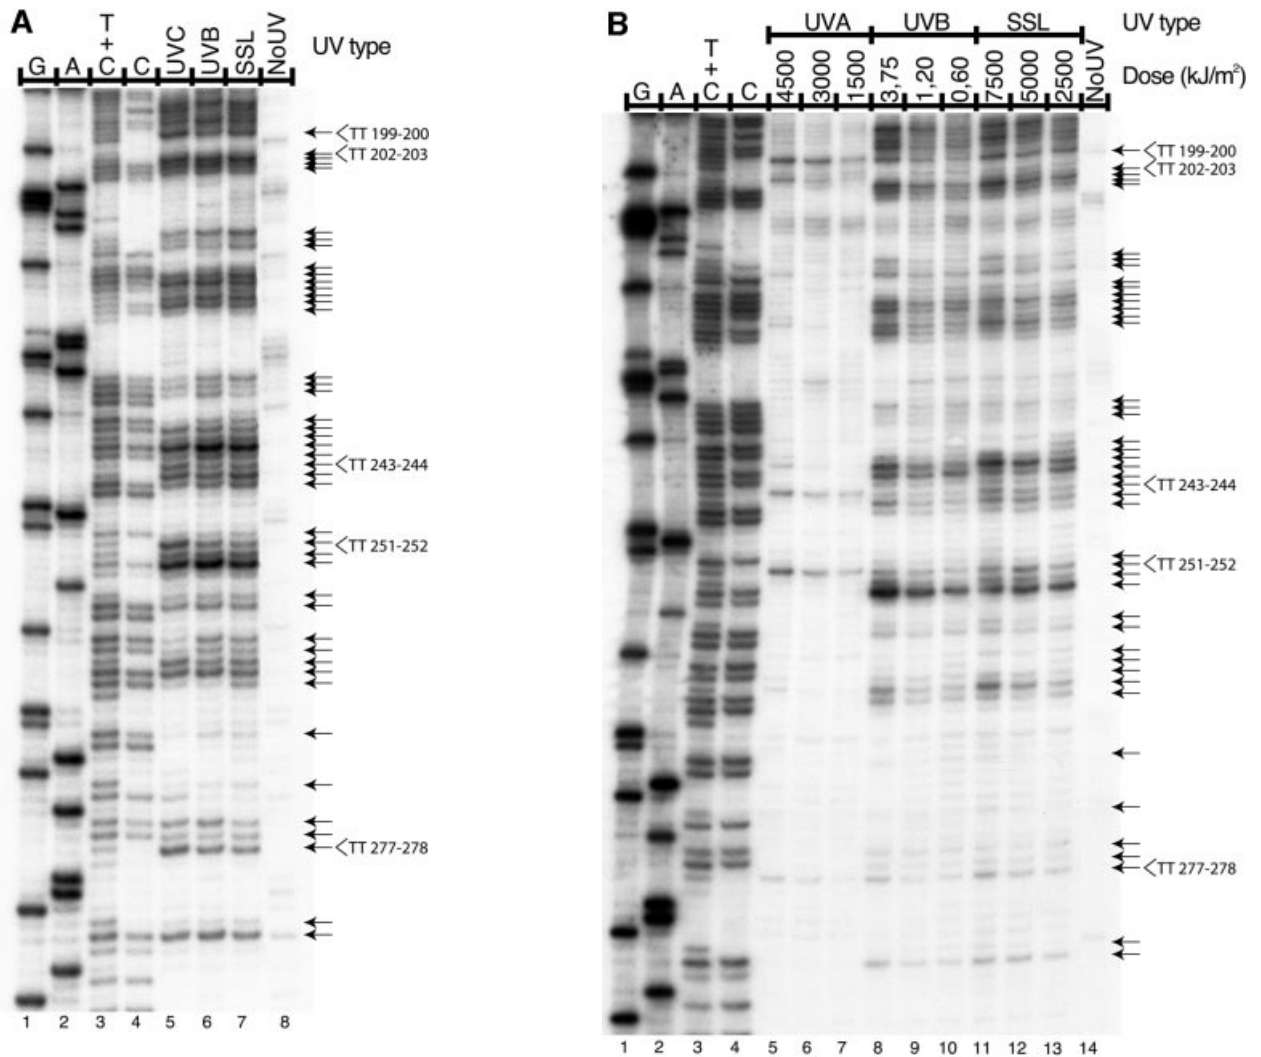 A
G A T + C C UVC UVB SSL NoUV UV type
TT 199-200
TT 202-203
TT 243-244
TT 251-252
TT 277-278
1 2 3 4 5 6 7 8
B
UVA UVB SSL UV type
G A T + C C 4500 3000 1500 3,75 1,20 0,60 7500 5000 2500 NoUV Dose (kJ/m²)
TT 199-200
TT 202-203
TT 243-244
TT 251-252
TT 277-278
1 2 3 4 5 6 7 8 9 10 11 12 13 14